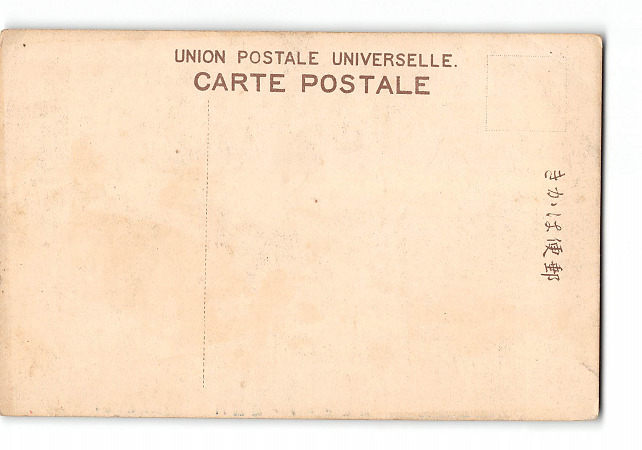 UNION POSTALE UNIVERSELLE.
CARTE POSTALE
きかは便郵